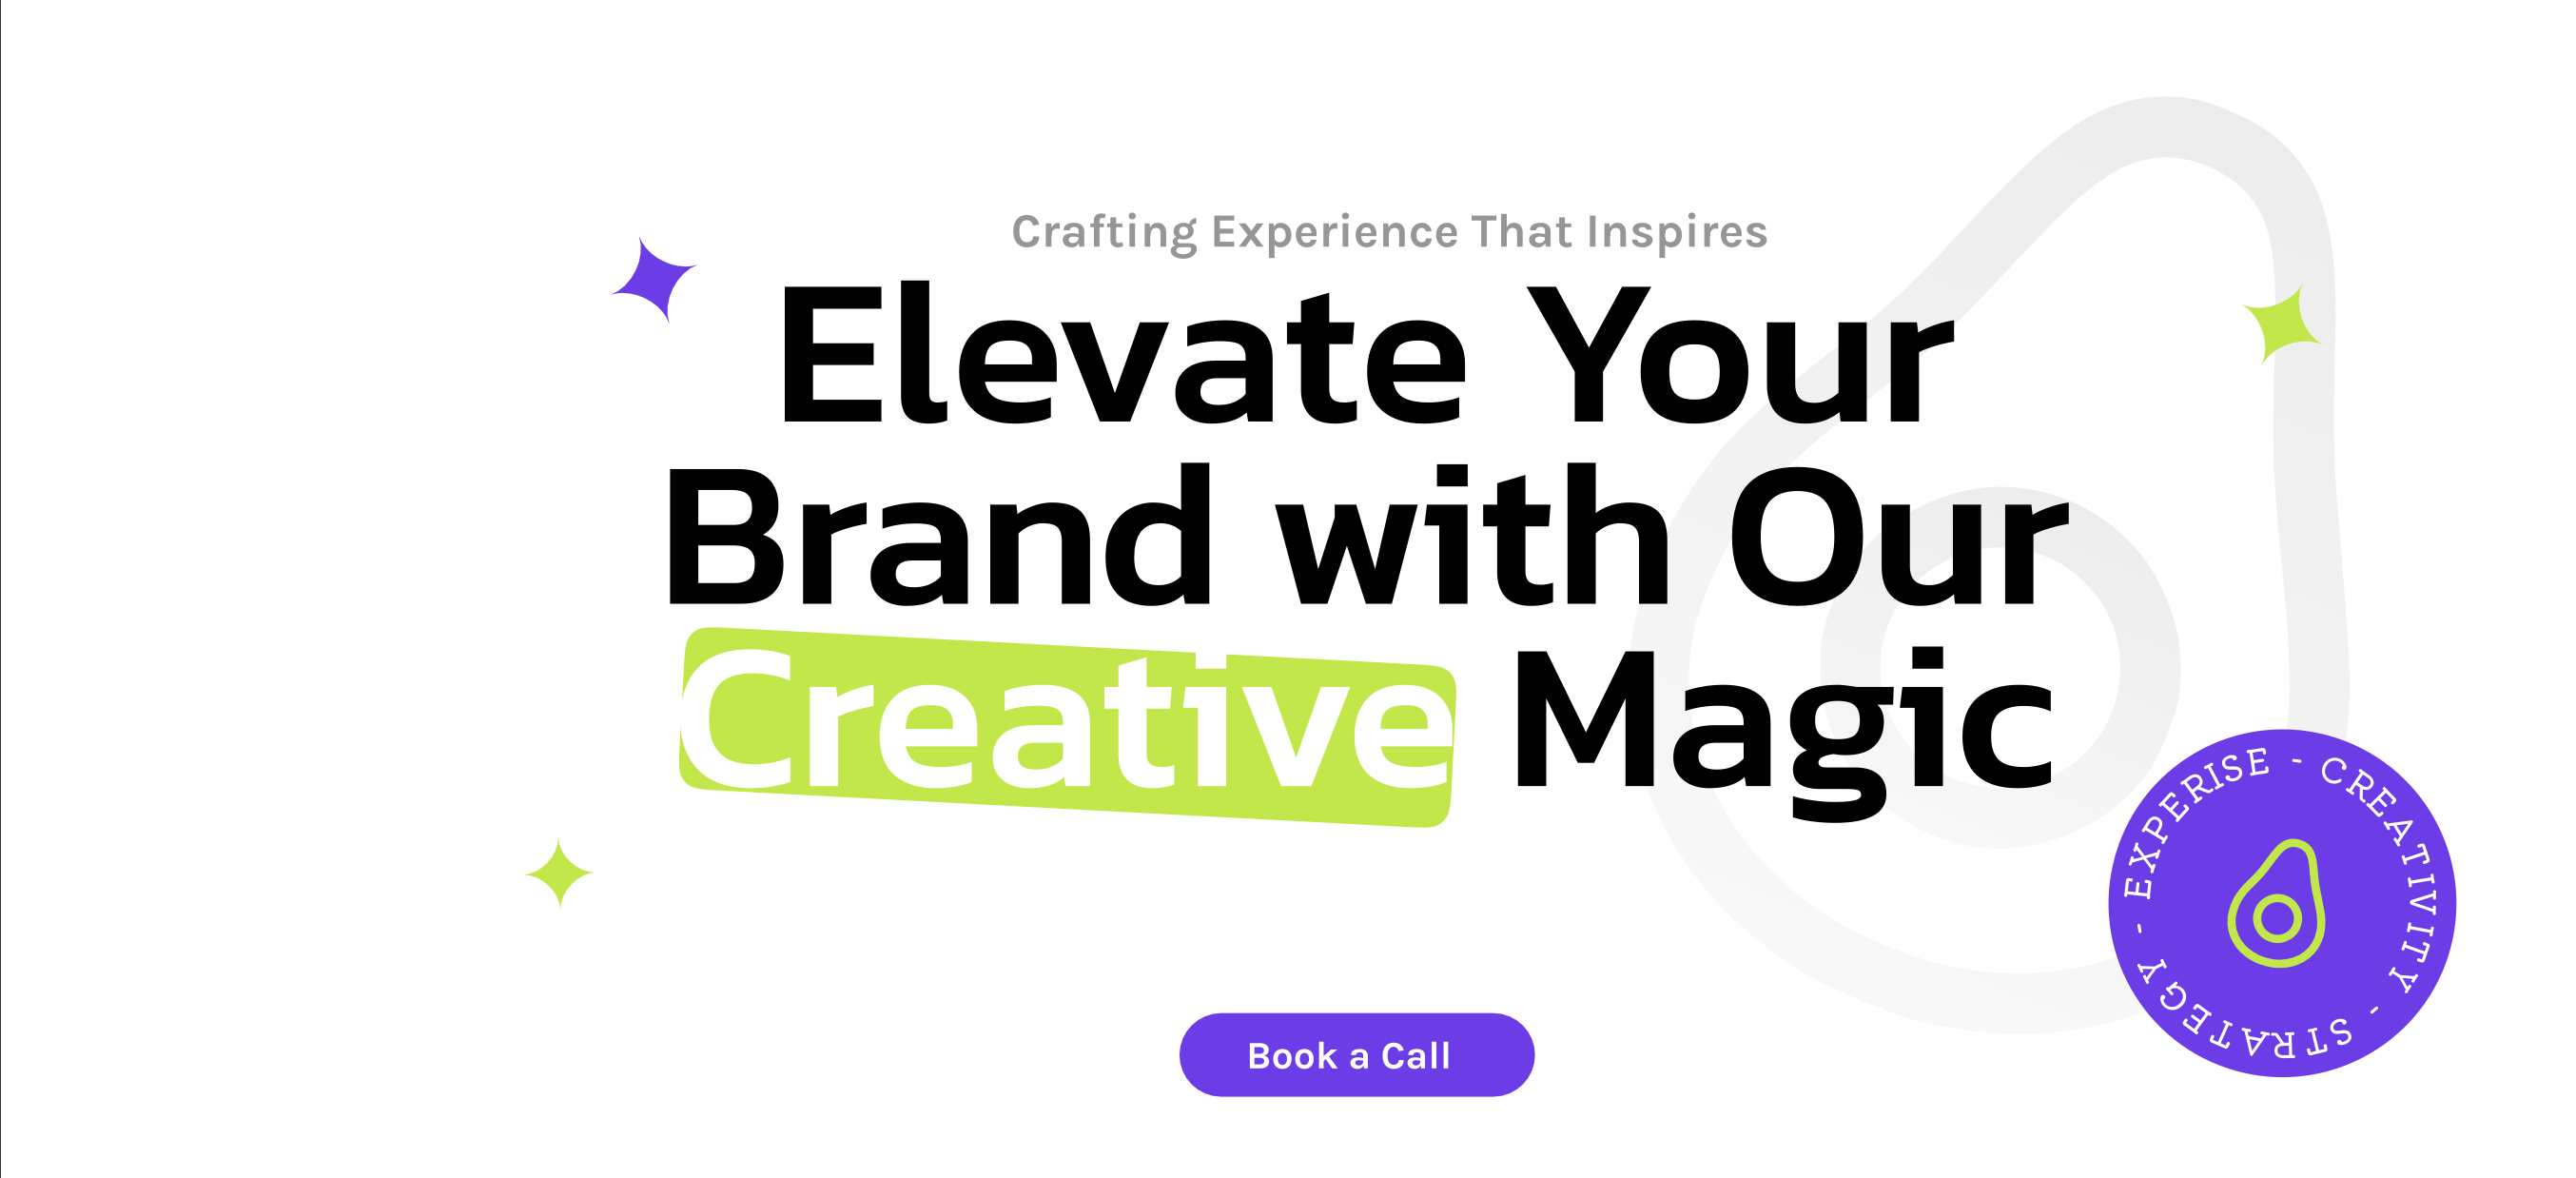 Crafting Experience That Inspires
Elevate Your
Brand with Our
Creative Magic
Book a Call
EXPERISE - CREATIVITY - STRATEGY -